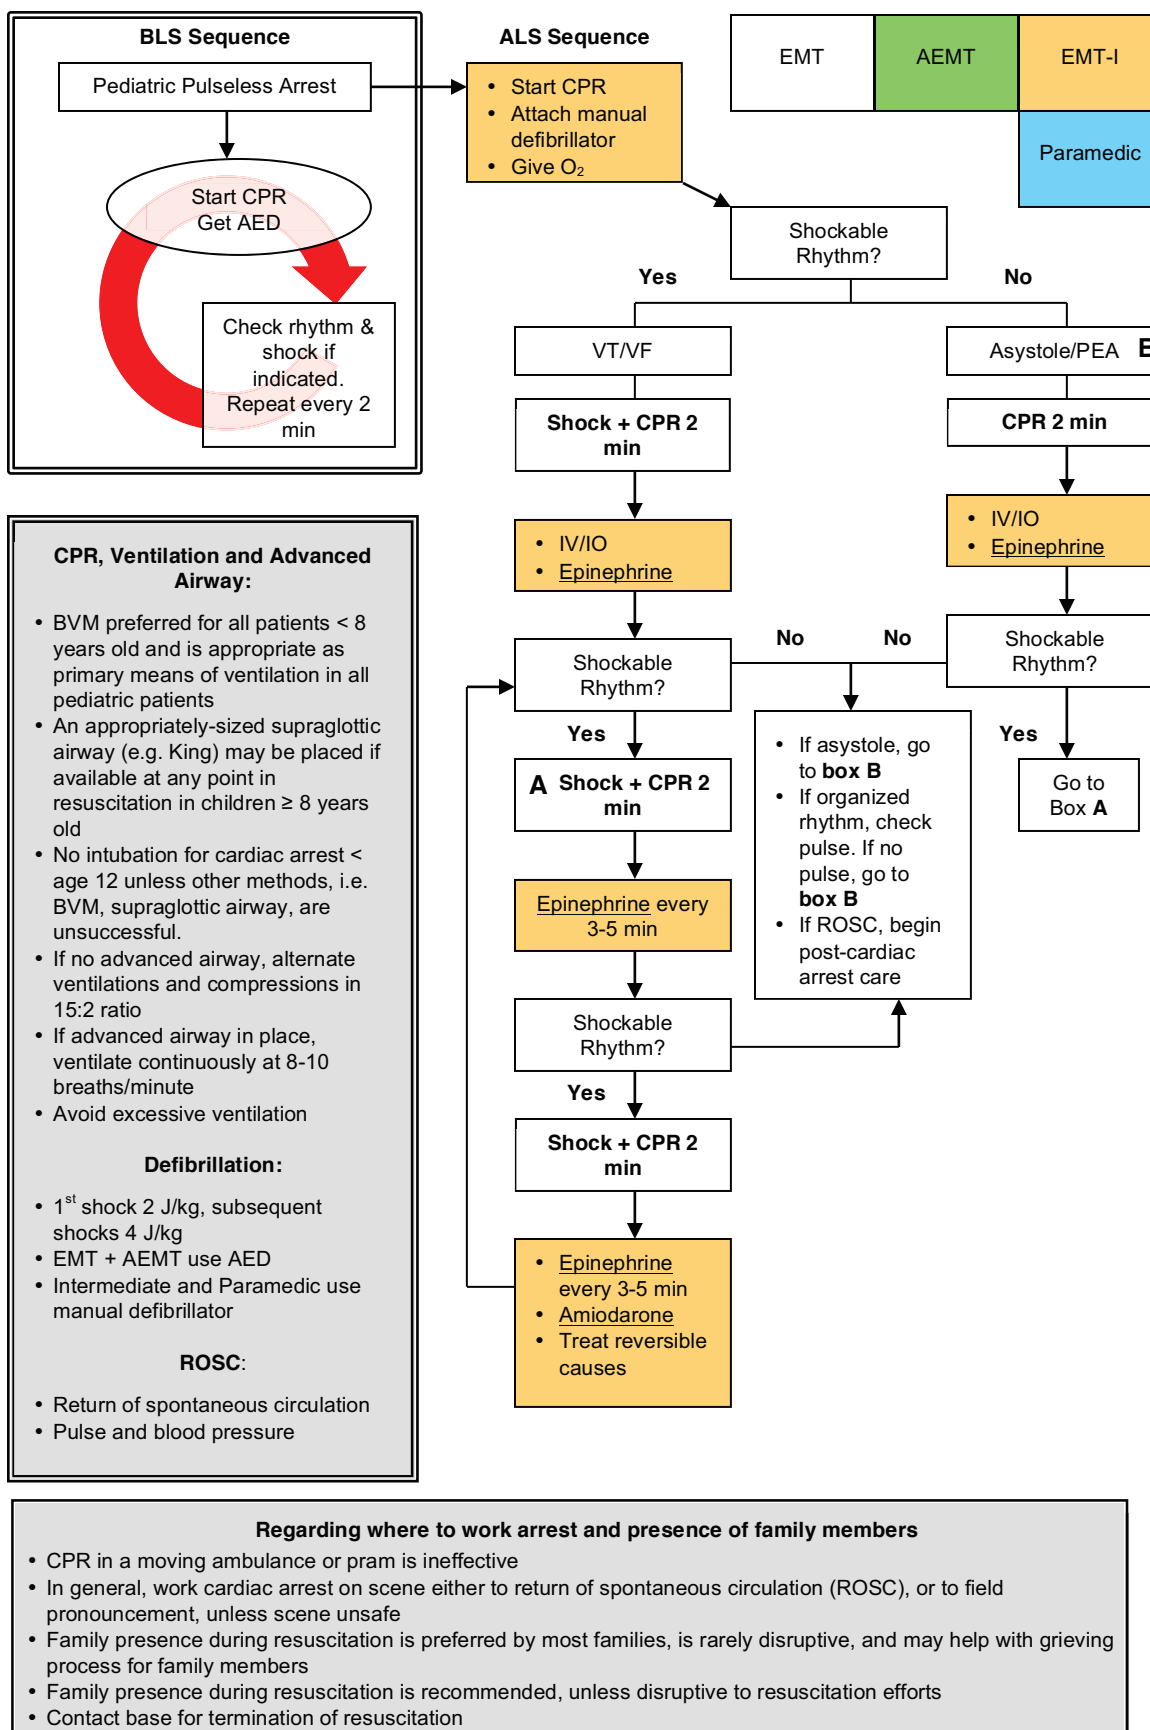 BLS Sequence
Pediatric Pulseless Arrest
Start CPR
Get AED
Check rhythm &
shock if
indicated.
Repeat every 2
min
ALS Sequence
• Start CPR
• Attach manual
defibrillator
• Give O₂
EMT
AEMT
EMT-I
Paramedic
Shockable
Rhythm?
Yes
No
VT/VF
Asystole/PEA B
Shock + CPR 2
min
CPR 2 min
• IV/IO
• Epinephrine
• IV/IO
• Epinephrine
Shockable
Rhythm?
No
No
Shockable
Rhythm?
Yes
Yes
A Shock + CPR 2
min
• If asystole, go
to box B
• If organized
rhythm, check
pulse. If no
pulse, go to
box B
• If ROSC, begin
post-cardiac
arrest care
Go to
Box A
Epinephrine every
3-5 min
Shockable
Rhythm?
Yes
Shock + CPR 2
min
• Epinephrine
every 3-5 min
• Amiodarone
• Treat reversible
causes
CPR, Ventilation and Advanced
Airway:
• BVM preferred for all patients < 8
years old and is appropriate as
primary means of ventilation in all
pediatric patients
• An appropriately-sized supraglottic
airway (e.g. King) may be placed if
available at any point in
resuscitation in children ≥ 8 years
old
• No intubation for cardiac arrest <
age 12 unless other methods, i.e.
BVM, supraglottic airway, are
unsuccessful.
• If no advanced airway, alternate
ventilations and compressions in
15:2 ratio
• If advanced airway in place,
ventilate continuously at 8-10
breaths/minute
• Avoid excessive ventilation
Defibrillation:
• 1st shock 2 J/kg, subsequent
shocks 4 J/kg
• EMT + AEMT use AED
• Intermediate and Paramedic use
manual defibrillator
ROSC:
• Return of spontaneous circulation
• Pulse and blood pressure
Regarding where to work arrest and presence of family members
• CPR in a moving ambulance or pram is ineffective
• In general, work cardiac arrest on scene either to return of spontaneous circulation (ROSC), or to field
pronouncement, unless scene unsafe
• Family presence during resuscitation is preferred by most families, is rarely disruptive, and may help with grieving
process for family members
• Family presence during resuscitation is recommended, unless disruptive to resuscitation efforts
• Contact base for termination of resuscitation